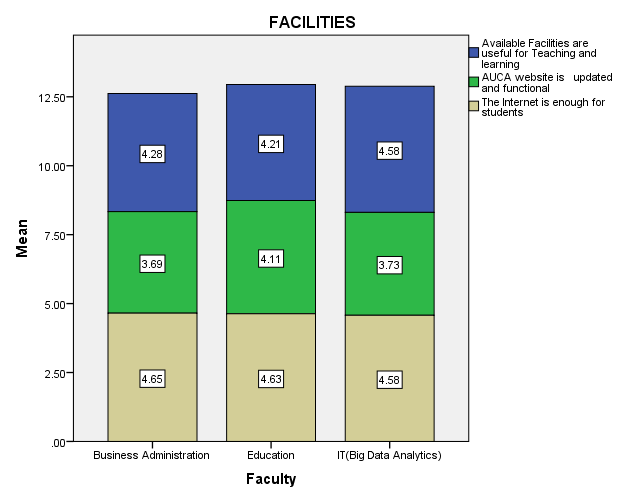 FACILITIES
Available Facilities are
useful for Teaching and
learning
AUCA website is updated
and functional
The Internet is enough for
students
Mean
12.50
10.00
7.50
5.00
2.50
.00
4.28
4.21
4.58
3.69
4.11
3.73
4.65
4.63
4.58
Business Administration
Education
IT(Big Data Analytics)
Faculty